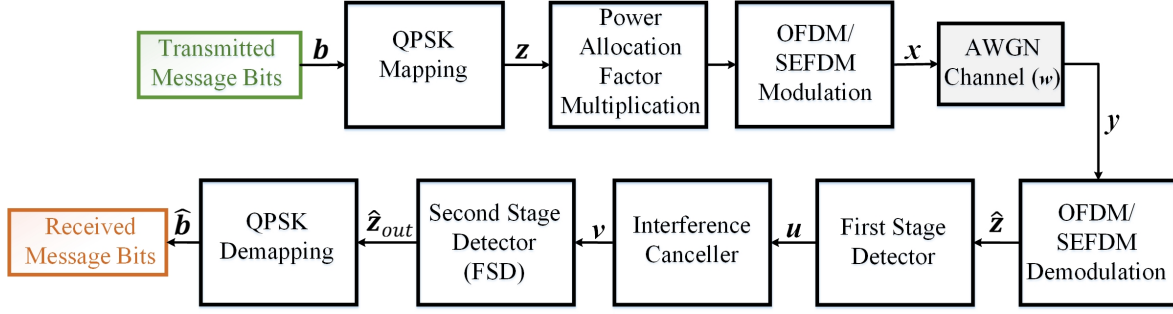 Transmitted
Message Bits
b
QPSK
Mapping
z
Power
Allocation
Factor
Multiplication
OFDM/
SEFDM
Modulation
x
AWGN
Channel (w)
y
OFDM/
SEFDM
Demodulation
ẑ
First Stage
Detector
u
Interference
Canceller
v
Second Stage
Detector
(FSD)
ẑout
QPSK
Demapping
b̂
Received
Message Bits